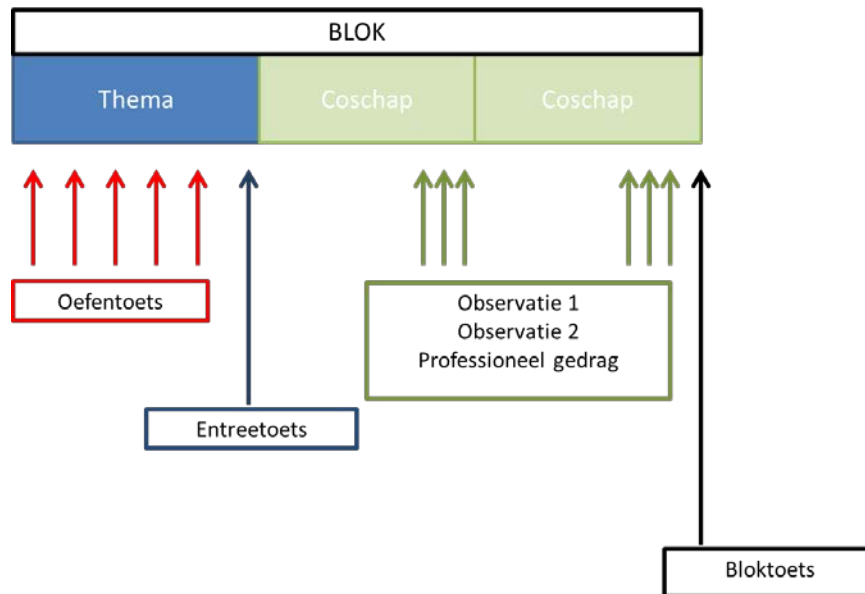 BLOK
Thema
Coschap
Coschap
Oefentoets
Observatie 1
Observatie 2
Professioneel gedrag
Entreetoets
Bloktoets